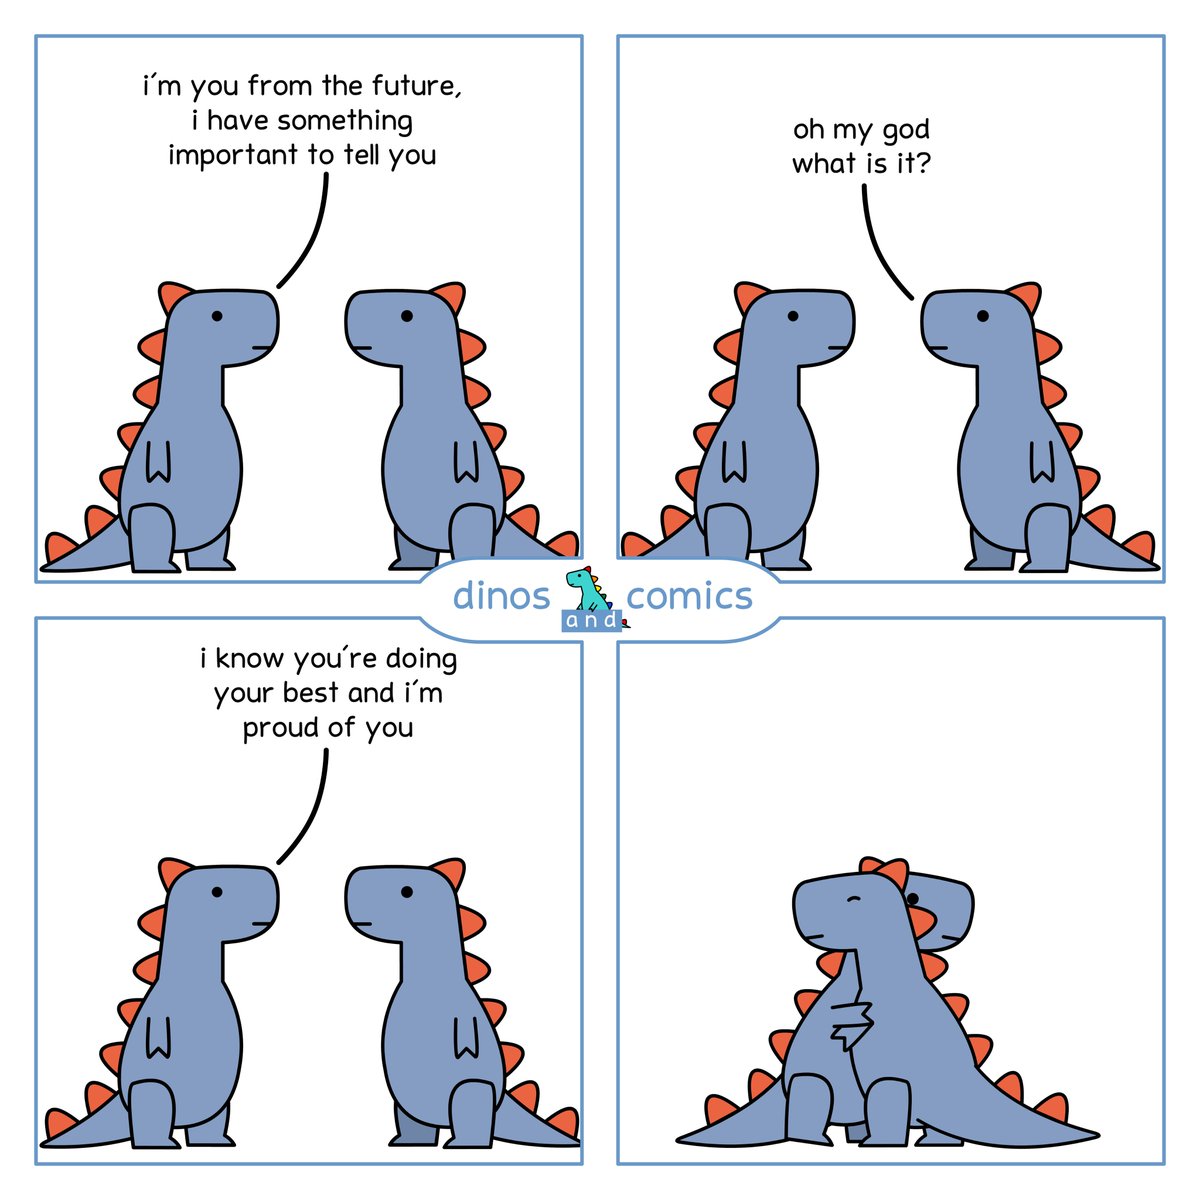 i´m you from the future,
i have something
important to tell you
oh my god
what is it?
i know you´re doing
your best and i´m
proud of you
dinos and comics